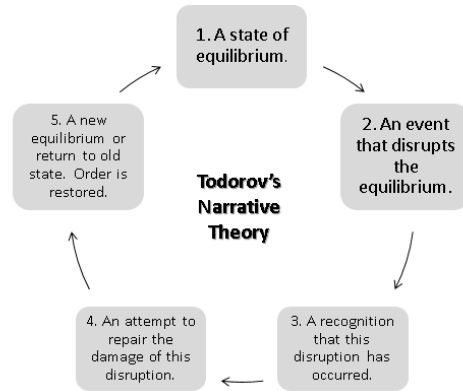 1. A state of
equilibrium.
2. An event
that disrupts
the
equilibrium.
3. A recognition
that this
disruption has
occurred.
4. An attempt to
repair the
damage of this
disruption.
5. A new
equilibrium or
return to old
state. Order is
restored.
Todorov's
Narrative
Theory